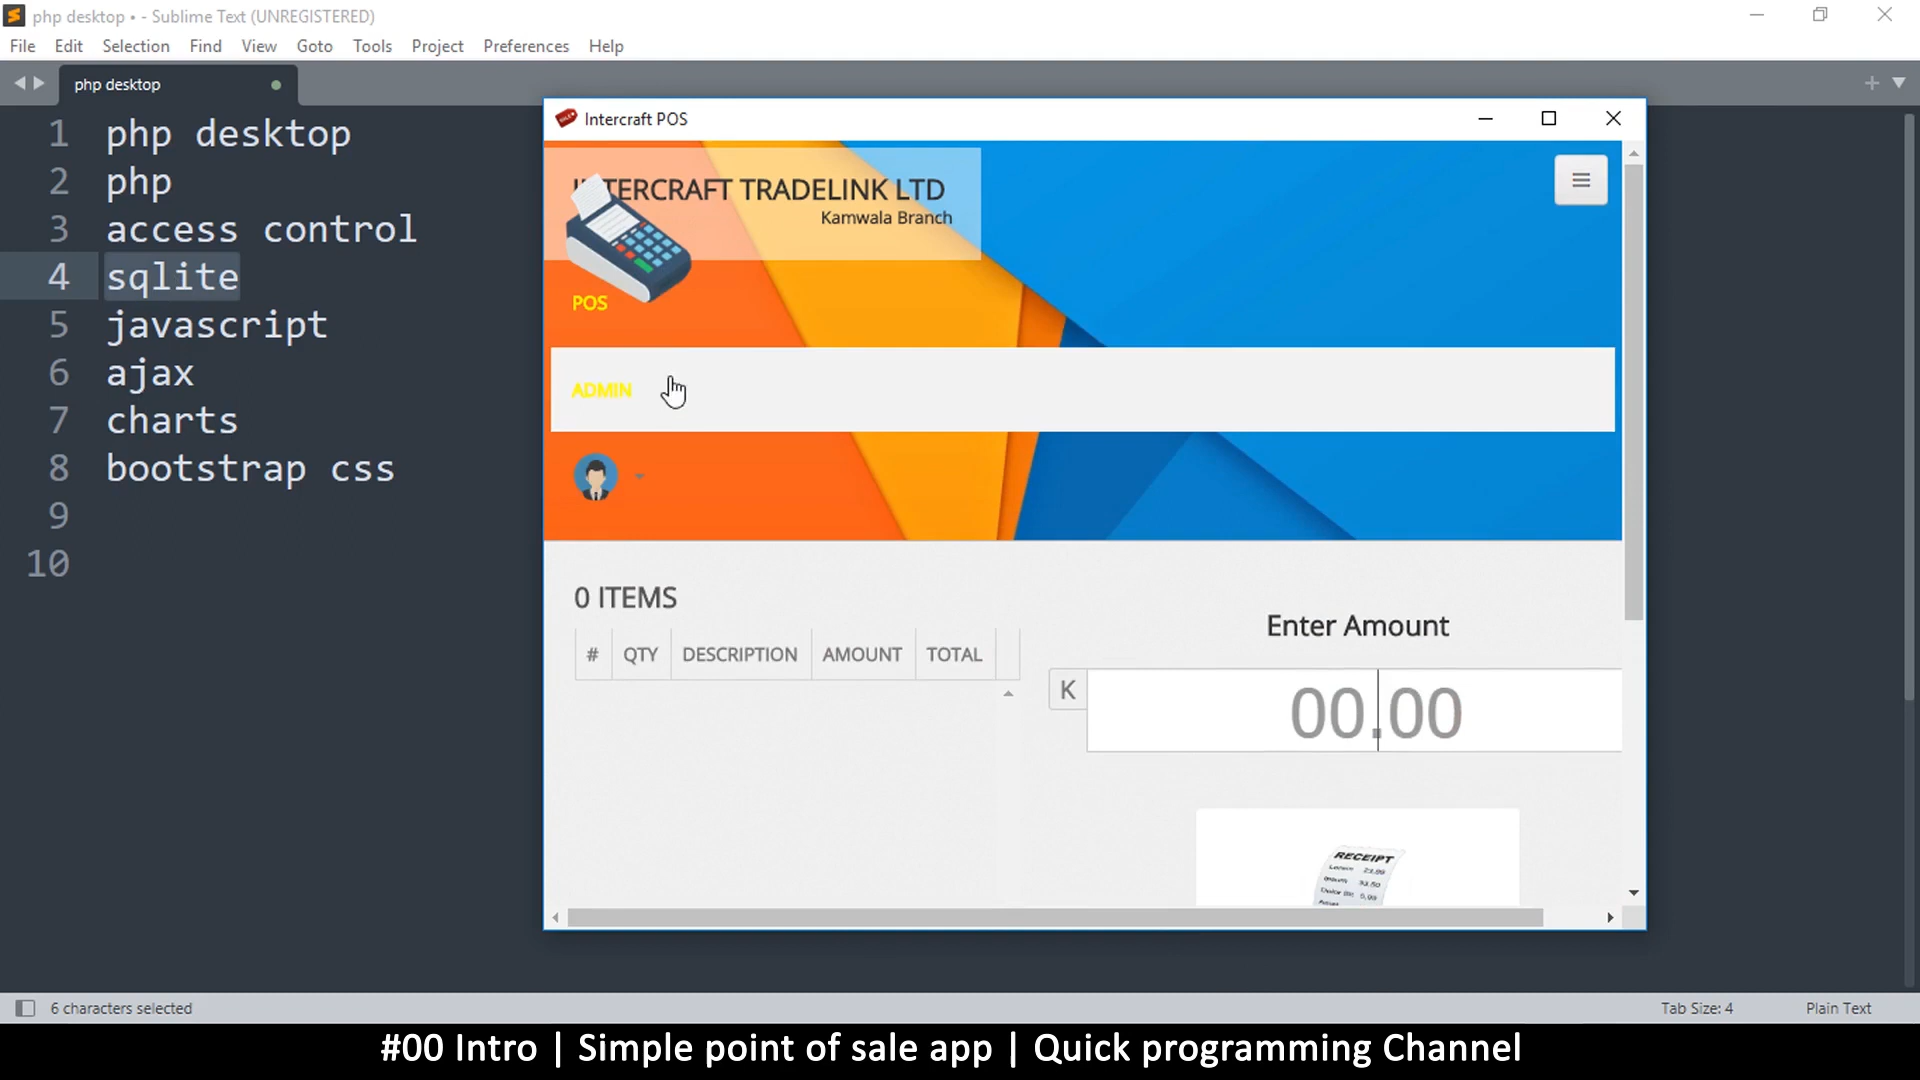 php desktop • - Sublime Text (UNREGISTERED)
File Edit Selection Find View Goto Tools Project Preferences Help
php desktop
1 php desktop
2 php
3 access control
4 sqlite
5 javascript
6 ajax
7 charts
8 bootstrap css
9
10
Intercraft POS
TERCRAFT TRADELINK LTD
Kamwala Branch
POS
ADMIN
0 ITEMS
# QTY DESCRIPTION AMOUNT TOTAL
Enter Amount
K 00.00
RECEIPT
6 characters selected
Tab Size: 4 Plain Text
#00 Intro | Simple point of sale app | Quick programming Channel